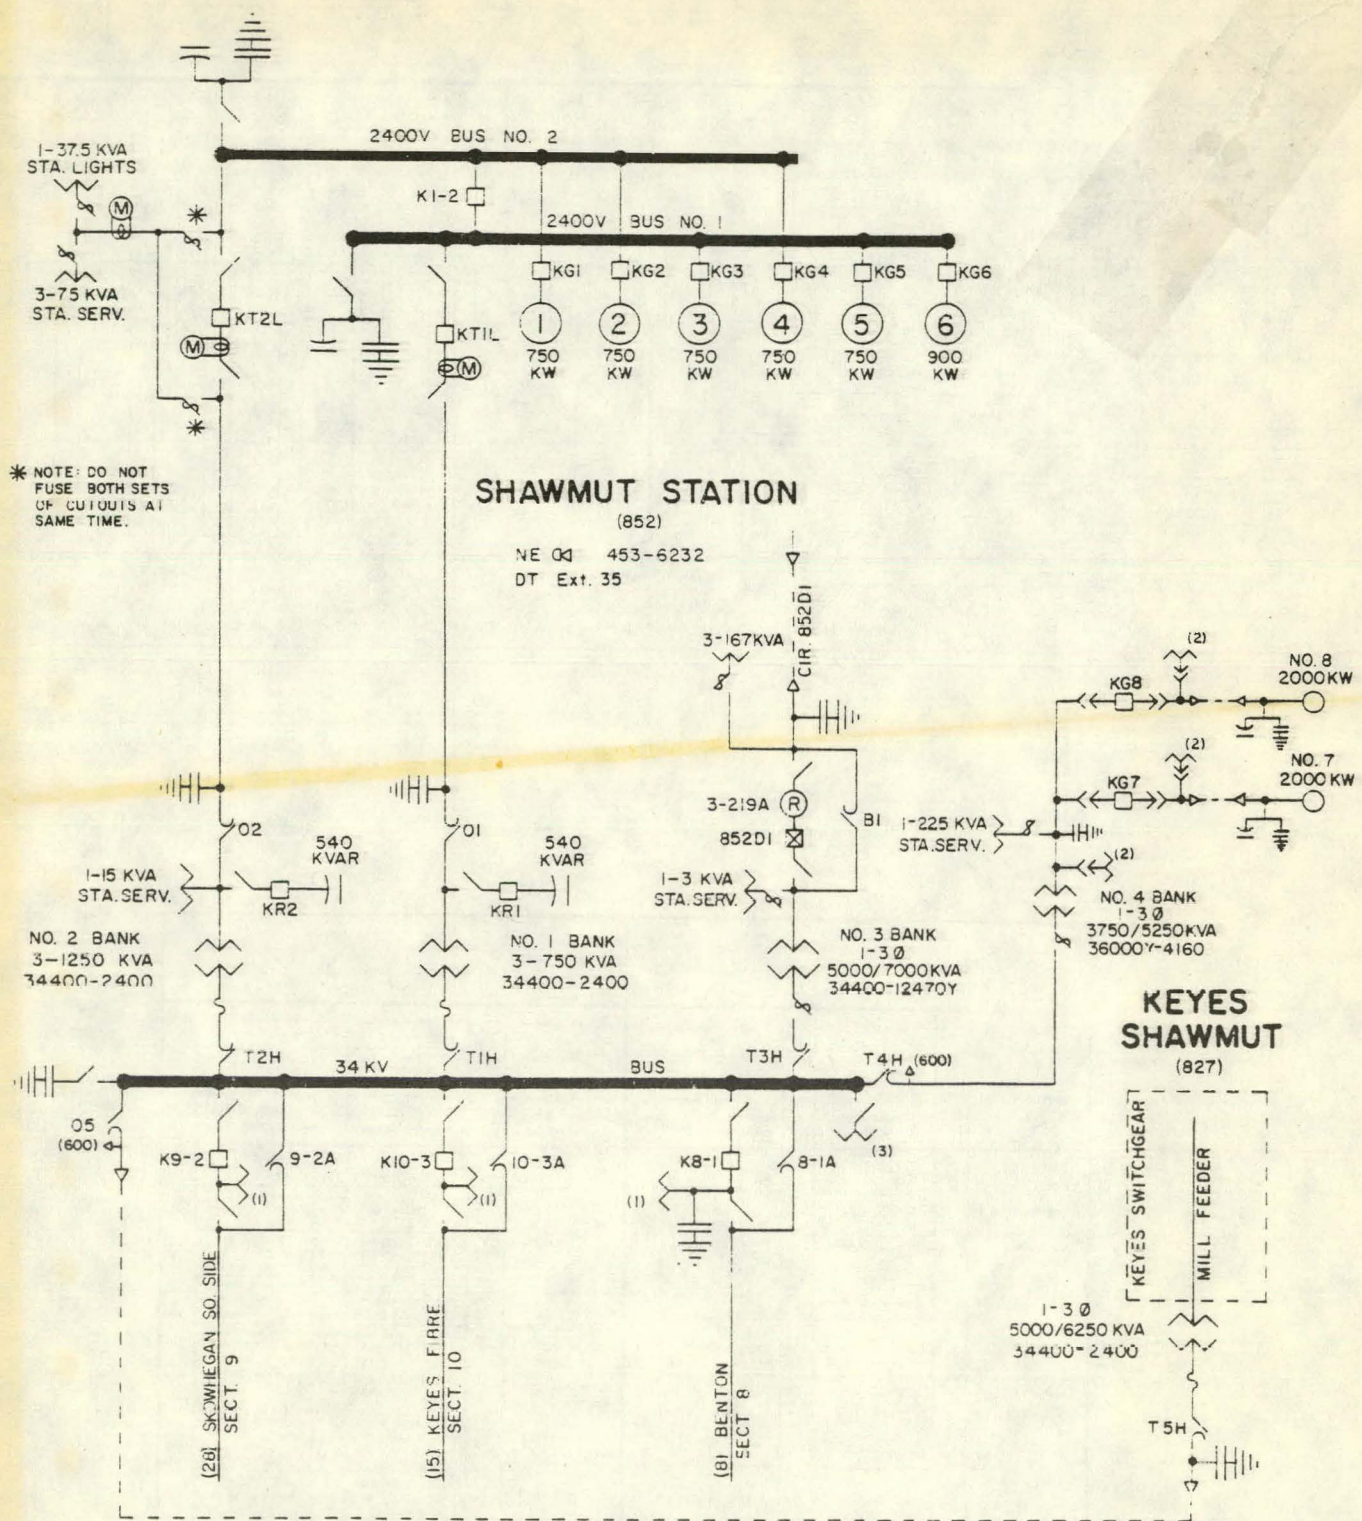 2400V BUS NO. 2
1-37.5 KVA
STA. LIGHTS
M
*
K1-2
2400V BUS NO. 1
3-75 KVA
STA. SERV.
KT2L
M
KT1L
M
KG1
KG2
KG3
KG4
KG5
KG6
1
2
3
4
5
6
750
KW
750
KW
750
KW
750
KW
750
KW
900
KW
*
* NOTE: DO NOT
FUSE BOTH SETS
OF CUTOUTS AT
SAME TIME.
SHAWMUT STATION
(852)
NE 453-6232
DT Ext. 35
CIR. 852D1
3-167KVA
3-219A
R
852D1
B1
1-3 KVA
STA.SERV.
(2)
KG8
NO. 8
2000KW
(2)
KG7
NO. 7
2000KW
1-225 KVA
STA.SERV.
(2)
NO. 4 BANK
1-3Ø
3750/5250KVA
36000Y-4160
O2
540
KVAR
1-15 KVA
STA.SERV.
KR2
O1
540
KVAR
KR1
NO. 2 BANK
3-1250 KVA
34400-2400
NO. 1 BANK
3-750 KVA
34400-2400
NO. 3 BANK
1-3Ø
5000/7000KVA
34400-12470Y
T2H
T1H
T3H
T4H (600)
34 KV BUS
O5
(600)
K9-2
9-2A
(1)
K10-3
10-3A
(1)
K8-1
8-1A
(1)
(3)
(28) SKOWHEGAN SO. SIDE
SECT. 9
(15) KEYES FIBRE
SECT. 10
(8) BENTON
SECT 8
KEYES
SHAWMUT
(827)
KEYES SWITCHGEAR
MILL FEEDER
1-3Ø
5000/6250 KVA
34400-2400
T5H